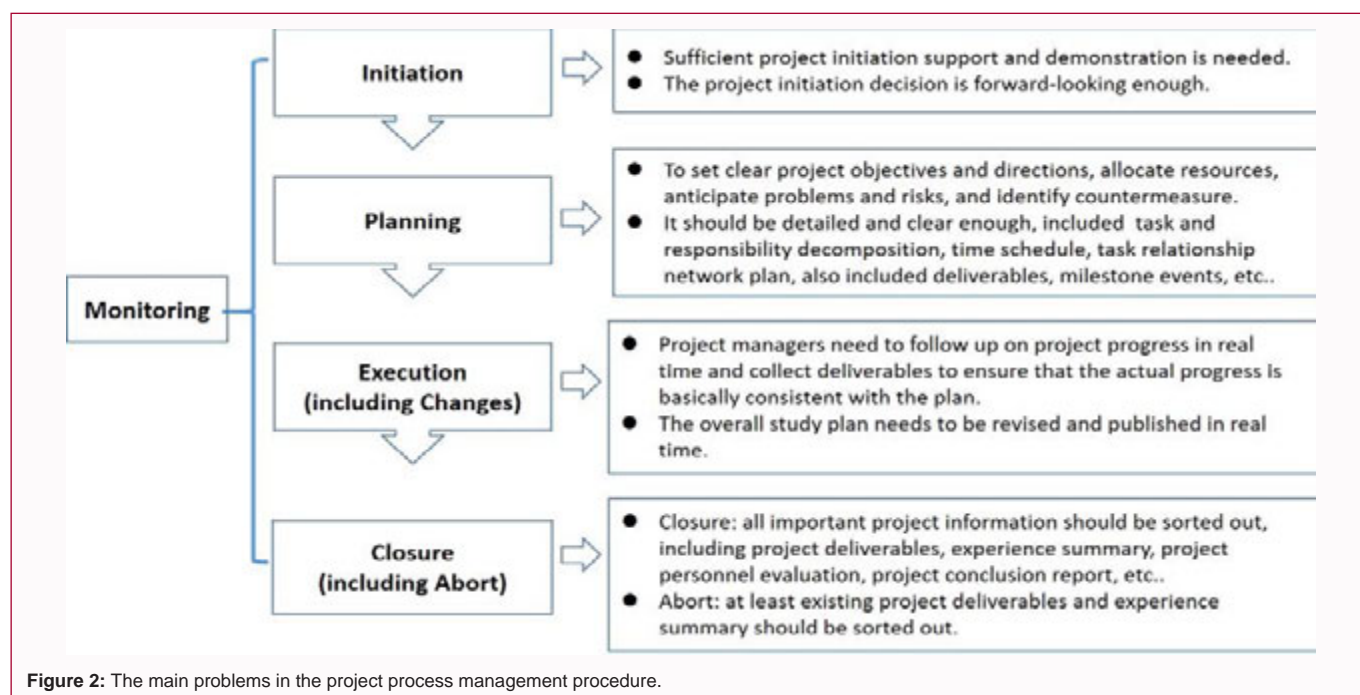 Initiation
● Sufficient project initiation support and demonstration is needed.
● The project initiation decision is forward-looking enough.
Planning
● To set clear project objectives and directions, allocate resources,
anticipate problems and risks, and identify countermeasure.
● It should be detailed and clear enough, included task and
responsibility decomposition, time schedule, task relationship
network plan, also included deliverables, milestone events, etc..
Monitoring
Execution
(including Changes)
● Project managers need to follow up on project progress in real
time and collect deliverables to ensure that the actual progress is
basically consistent with the plan.
● The overall study plan needs to be revised and published in real
time.
Closure
(including Abort)
● Closure: all important project information should be sorted out,
including project deliverables, experience summary, project
personnel evaluation, project conclusion report, etc..
● Abort: at least existing project deliverables and experience
summary should be sorted out.
Figure 2: The main problems in the project process management procedure.